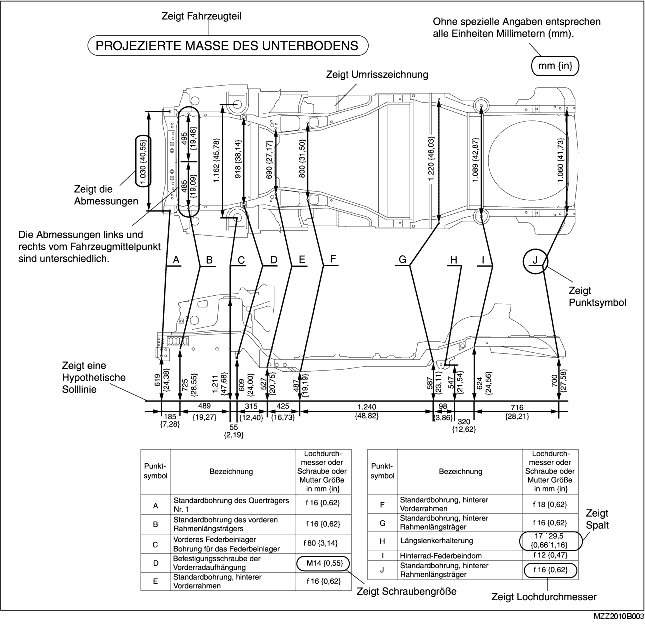 Zeigt Fahrzeugteil
PROJEZIERTE MASSE DES UNTERBODENS
Ohne spezielle Angaben entsprechen
alle Einheiten Millimetern (mm).
mm {in}
Zeigt Umrisszeichnung
1.030 {40,55}
495
{19,48}
485
{19,09}
1.162 {45,78}
918 {36,14}
690 {27,17}
800 {31,50}
1.220 {48,03}
1.089 {42,87}
1.060 {41,73}
Zeigt die
Abmessungen
Die Abmessungen links und
rechts vom Fahrzeugmittelpunkt
sind unterschiedlich.
A B C D E F G H I J
Zeigt
Punktsymbol
Zeigt eine
Hypothetische
Solllinie
619
{24,38}
725
{28,55}
1.211
{47,68}
609
{24,00}
527
{20,75}
487
{19,19}
587
{23,11}
547
{21,54}
624
{24,56}
700
{27,58}
185
{7,28}
489
{19,27}
55
{2,19}
315
{12,40}
425
{16,73}
1.240
{48,82}
98
{3,86}
320
{12,62}
716
{28,21}
Punkt-
symbol
Bezeichnung
Lochdurch-
messer oder
Schraube oder
Mutter Größe
in mm {in}
A Standardbohrung des Querträgers
Nr. 1 f 16 {0,62}
B Standardbohrung des vorderen
Rahmenlängsträgers f 16 {0,62}
C Vorderes Federbeinlager
Bohrung für das Federbeinlager f 80 {3,14}
D Befestigungsschraube der
Vorderradaufhängung M14 {0,55}
E Standardbohrung, hinterer
Vorderrahmen f 16 {0,62}
Punkt-
symbol
Bezeichnung
Lochdurch-
messer oder
Schraube oder
Mutter Größe
in mm {in}
F Standardbohrung, hinterer
Vorderrahmen f 18 {0,62}
G Standardbohrung, hinterer
Rahmenlängsträger f 16 {0,62}
H Längslenkerhalterung 17 ´ 29,5
{0,66´1,16}
I Hinterrad-Federbeindom f 12 {0,47}
J Standardbohrung, hinterer
Rahmenlängsträger f 16 {0,62}
Zeigt
Spalt
Zeigt Schraubengröße
Zeigt Lochdurchmesser
MZZ2010B003